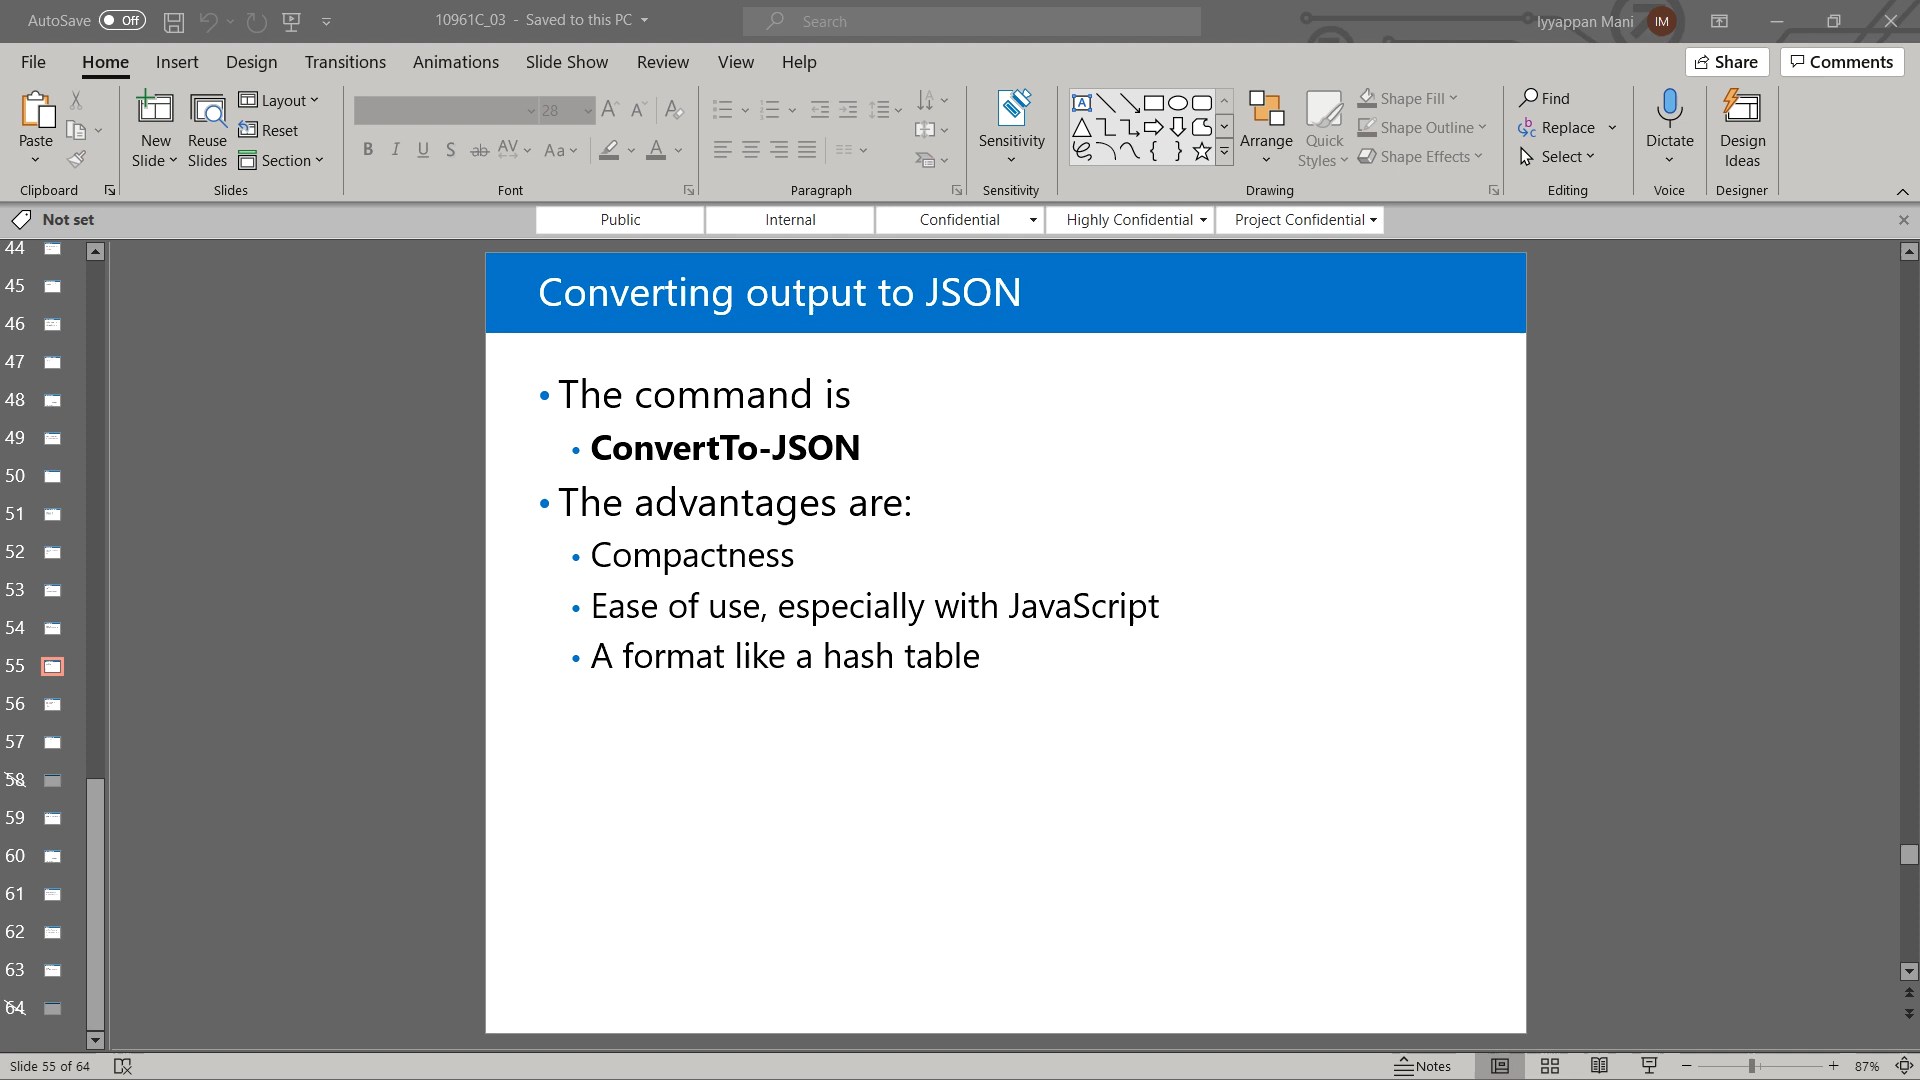 AutoSave Off 10961C_03 - Saved to this PC Search Iyyappan Mani IM
File Home Insert Design Transitions Animations Slide Show Review View Help Share Comments
Paste
New Slide
Reuse Slides
Layout
Reset
Section
28
B I U S ab AV Aa A
Sensitivity
Arrange
Quick Styles
Shape Fill
Shape Outline
Shape Effects
Find
Replace
Select
Dictate
Design Ideas
Clipboard Slides Font Paragraph Sensitivity Drawing Editing Voice Designer
Not set Public Internal Confidential Highly Confidential Project Confidential
44
45
46
47
48
49
50
51
52
53
54
55
56
57
58
59
60
61
62
63
64
Converting output to JSON
• The command is
• ConvertTo-JSON
• The advantages are:
• Compactness
• Ease of use, especially with JavaScript
• A format like a hash table
Slide 55 of 64 Notes 87%